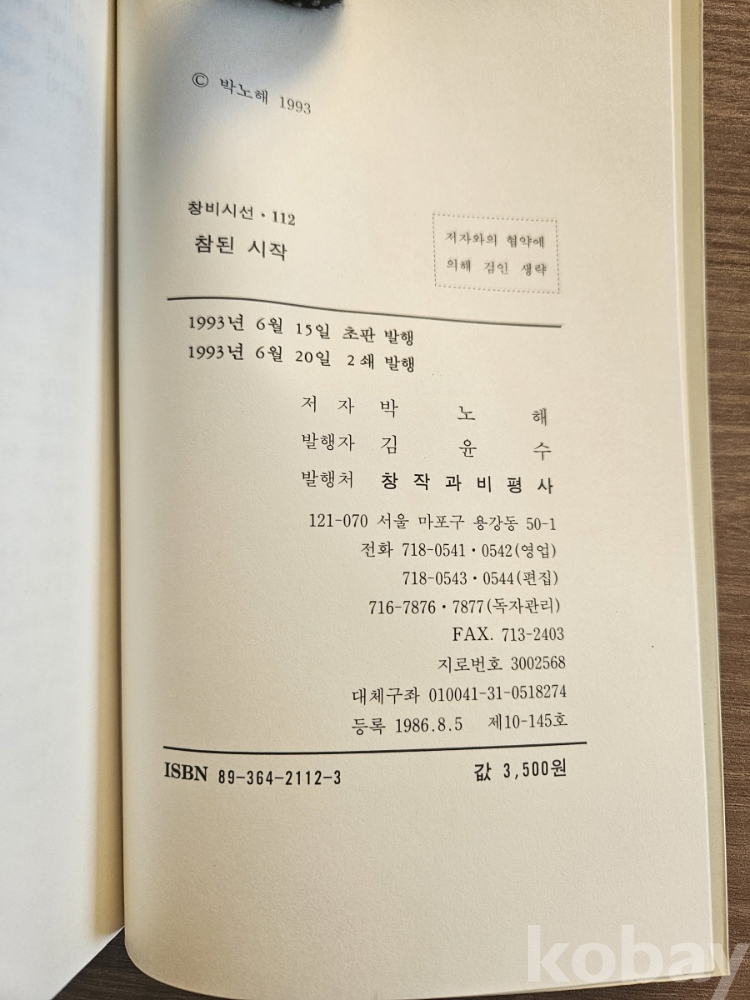 © 박노해 1993
창비시선·112
참된 시작
저자와의 협약에
의해 검인 생략
1993년 6월 15일 초판 발행
1993년 6월 20일 2쇄 발행
저 자 박 노 해
발행자 김 윤 수
발행처 창작과비평사
121-070 서울 마포구 용강동 50-1
전화 718-0541·0542(영업)
718-0543·0544(편집)
716-7876·7877(독자관리)
FAX. 713-2403
지로번호 3002568
대체구좌 010041-31-0518274
등록 1986.8.5 제10-145호
ISBN 89-364-2112-3 값 3,500원
kobay